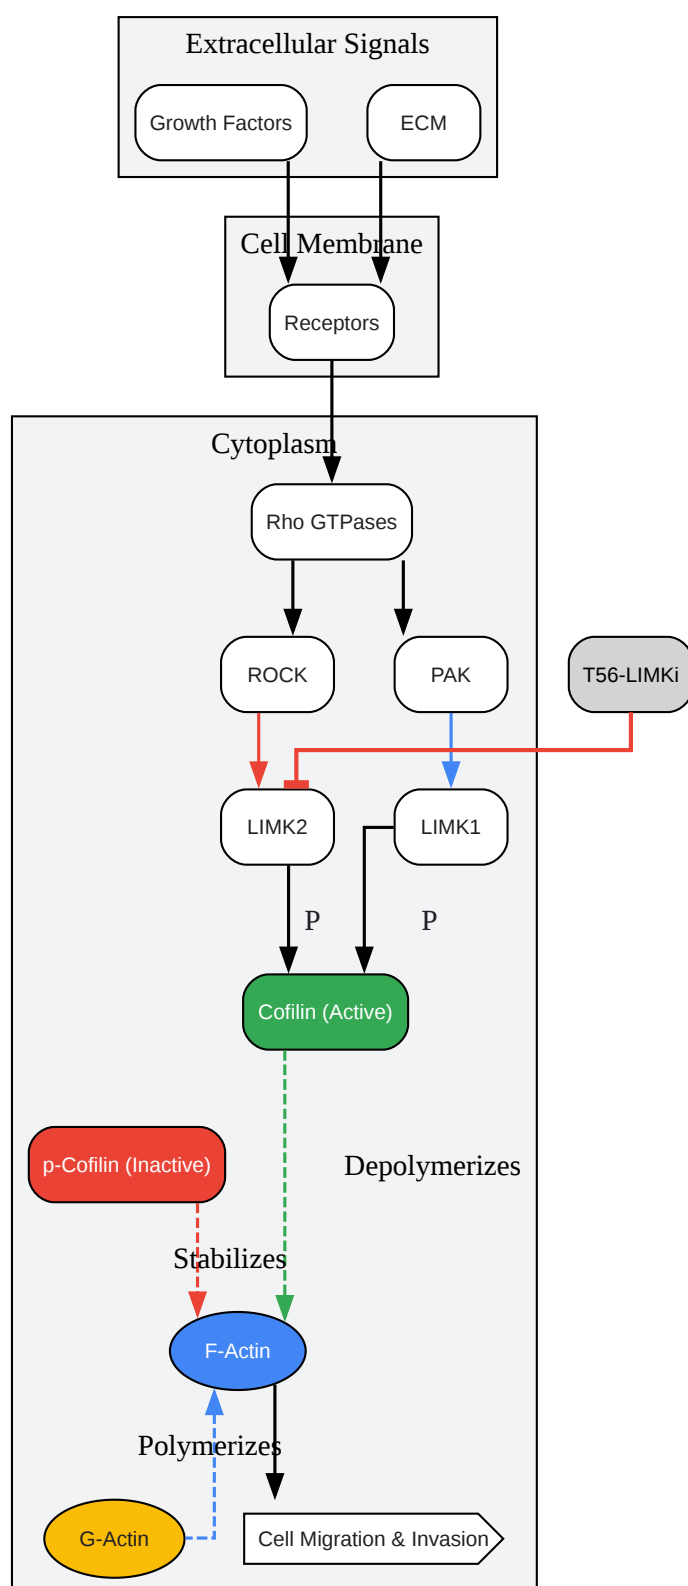 Extracellular Signals
Growth Factors
ECM
Cell Membrane
Receptors
Cytoplasm
Rho GTPases
ROCK
PAK
T56-LIMKi
LIMK2
LIMK1
P
P
Cofilin (Active)
p-Cofilin (Inactive)
Depolymerizes
Stabilizes
F-Actin
Polymerizes
G-Actin
Cell Migration & Invasion